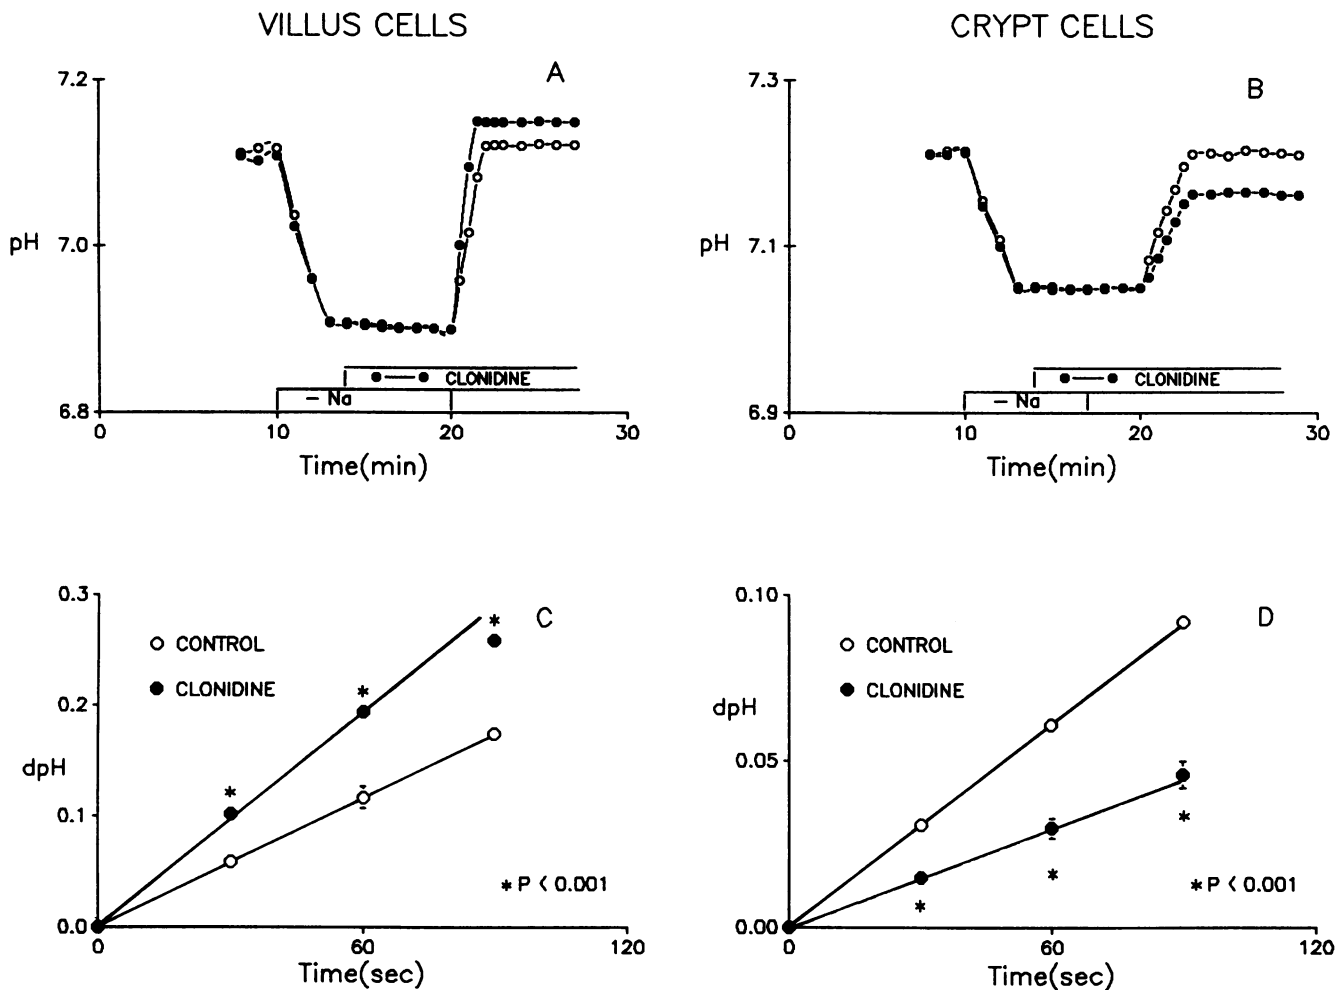 VILLUS CELLS
CRYPT CELLS
A
7.2
7.0
6.8
pH
CLONIDINE
– Na
0 10 20 30
Time(min)
B
7.3
7.1
6.9
pH
CLONIDINE
– Na
0 10 20 30
Time(min)
C
0.3
0.2
0.1
0.0
dpH
CONTROL
CLONIDINE
* * *
* P < 0.001
0 60 120
Time(sec)
D
0.10
0.05
0.00
dpH
CONTROL
CLONIDINE
* * *
* P < 0.001
0 60 120
Time(sec)